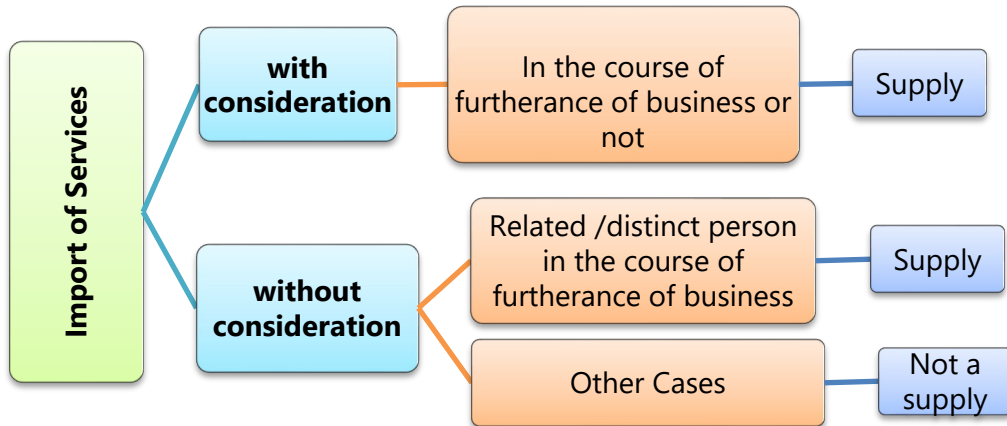 Import of Services
with
consideration
In the course of
furtherance of business or
not
Supply
without
consideration
Related /distinct person
in the course of
furtherance of business
Supply
Other Cases
Not a
supply